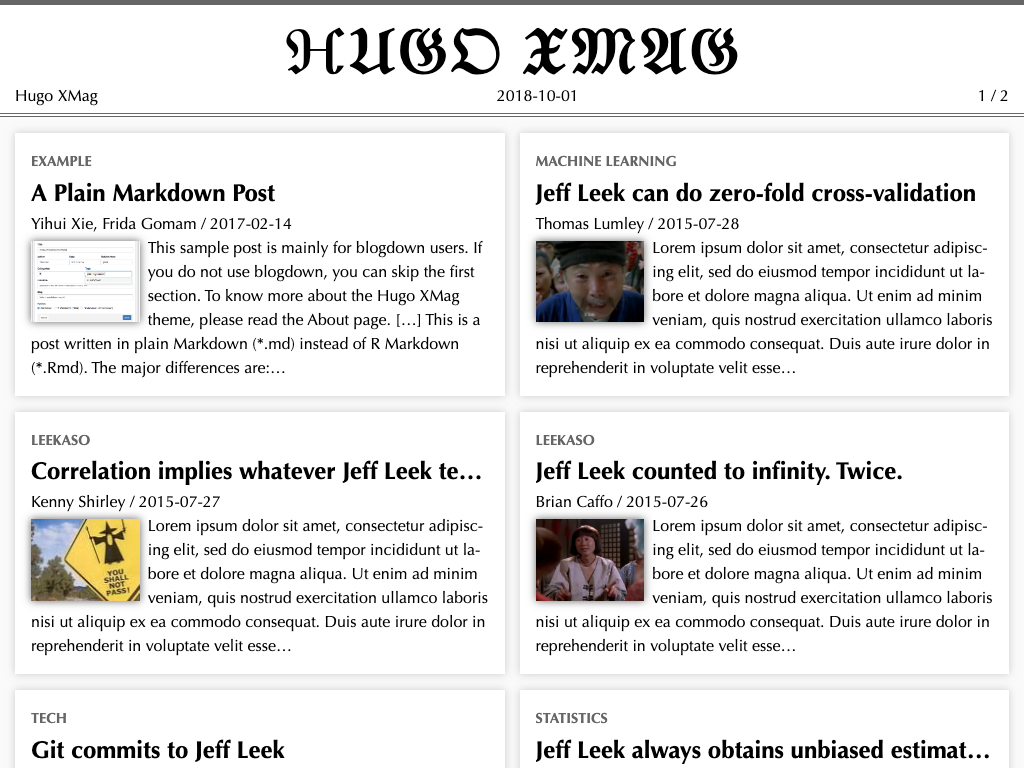 HUGO XMAG
Hugo XMag
2018-10-01
1 / 2
EXAMPLE
A Plain Markdown Post
Yihui Xie, Frida Gomam / 2017-02-14
This sample post is mainly for blogdown users. If
you do not use blogdown, you can skip the first
section. To know more about the Hugo XMag
theme, please read the About page. […] This is a
post written in plain Markdown (*.md) instead of R Markdown
(*.Rmd). The major differences are:…
MACHINE LEARNING
Jeff Leek can do zero-fold cross-validation
Thomas Lumley / 2015-07-28
Lorem ipsum dolor sit amet, consectetur adipisc-
ing elit, sed do eiusmod tempor incididunt ut la-
bore et dolore magna aliqua. Ut enim ad minim
veniam, quis nostrud exercitation ullamco laboris
nisi ut aliquip ex ea commodo consequat. Duis aute irure dolor in
reprehenderit in voluptate velit esse…
LEEKASO
Correlation implies whatever Jeff Leek te…
Kenny Shirley / 2015-07-27
YOU
SHALL
NOT
PASS!
Lorem ipsum dolor sit amet, consectetur adipisc-
ing elit, sed do eiusmod tempor incididunt ut la-
bore et dolore magna aliqua. Ut enim ad minim
veniam, quis nostrud exercitation ullamco laboris
nisi ut aliquip ex ea commodo consequat. Duis aute irure dolor in
reprehenderit in voluptate velit esse…
LEEKASO
Jeff Leek counted to infinity. Twice.
Brian Caffo / 2015-07-26
Lorem ipsum dolor sit amet, consectetur adipisc-
ing elit, sed do eiusmod tempor incididunt ut la-
bore et dolore magna aliqua. Ut enim ad minim
veniam, quis nostrud exercitation ullamco laboris
nisi ut aliquip ex ea commodo consequat. Duis aute irure dolor in
reprehenderit in voluptate velit esse…
TECH
Git commits to Jeff Leek
STATISTICS
Jeff Leek always obtains unbiased estimat…